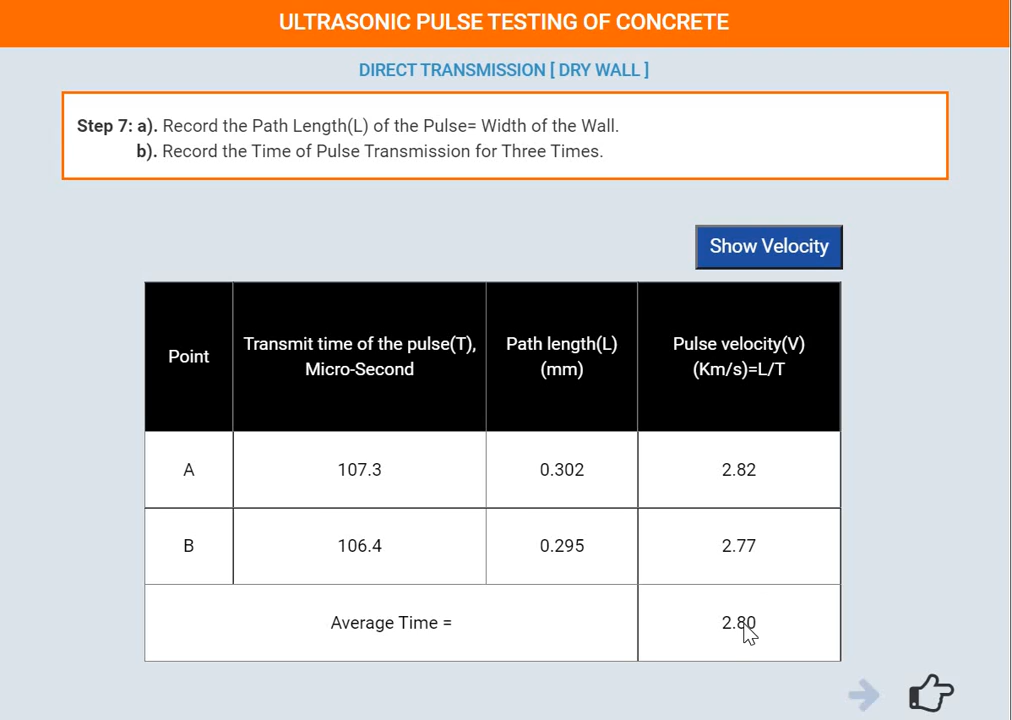 ULTRASONIC PULSE TESTING OF CONCRETE
DIRECT TRANSMISSION [ DRY WALL ]
Step 7: a). Record the Path Length(L) of the Pulse= Width of the Wall.
b). Record the Time of Pulse Transmission for Three Times.
Show Velocity
Point
Transmit time of the pulse(T),
Micro-Second
Path length(L)
(mm)
Pulse velocity(V)
(Km/s)=L/T
A 107.3 0.302 2.82
B 106.4 0.295 2.77
Average Time = 2.80